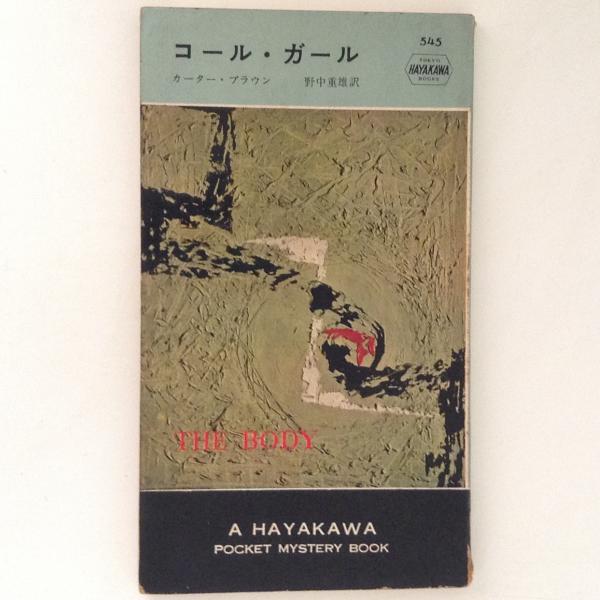 545
コール・ガール
TOKYO
HAYAKAWA
BOOKS
カーター・ブラウン 野中重雄訳
THE BODY
A HAYAKAWA
POCKET MYSTERY BOOK